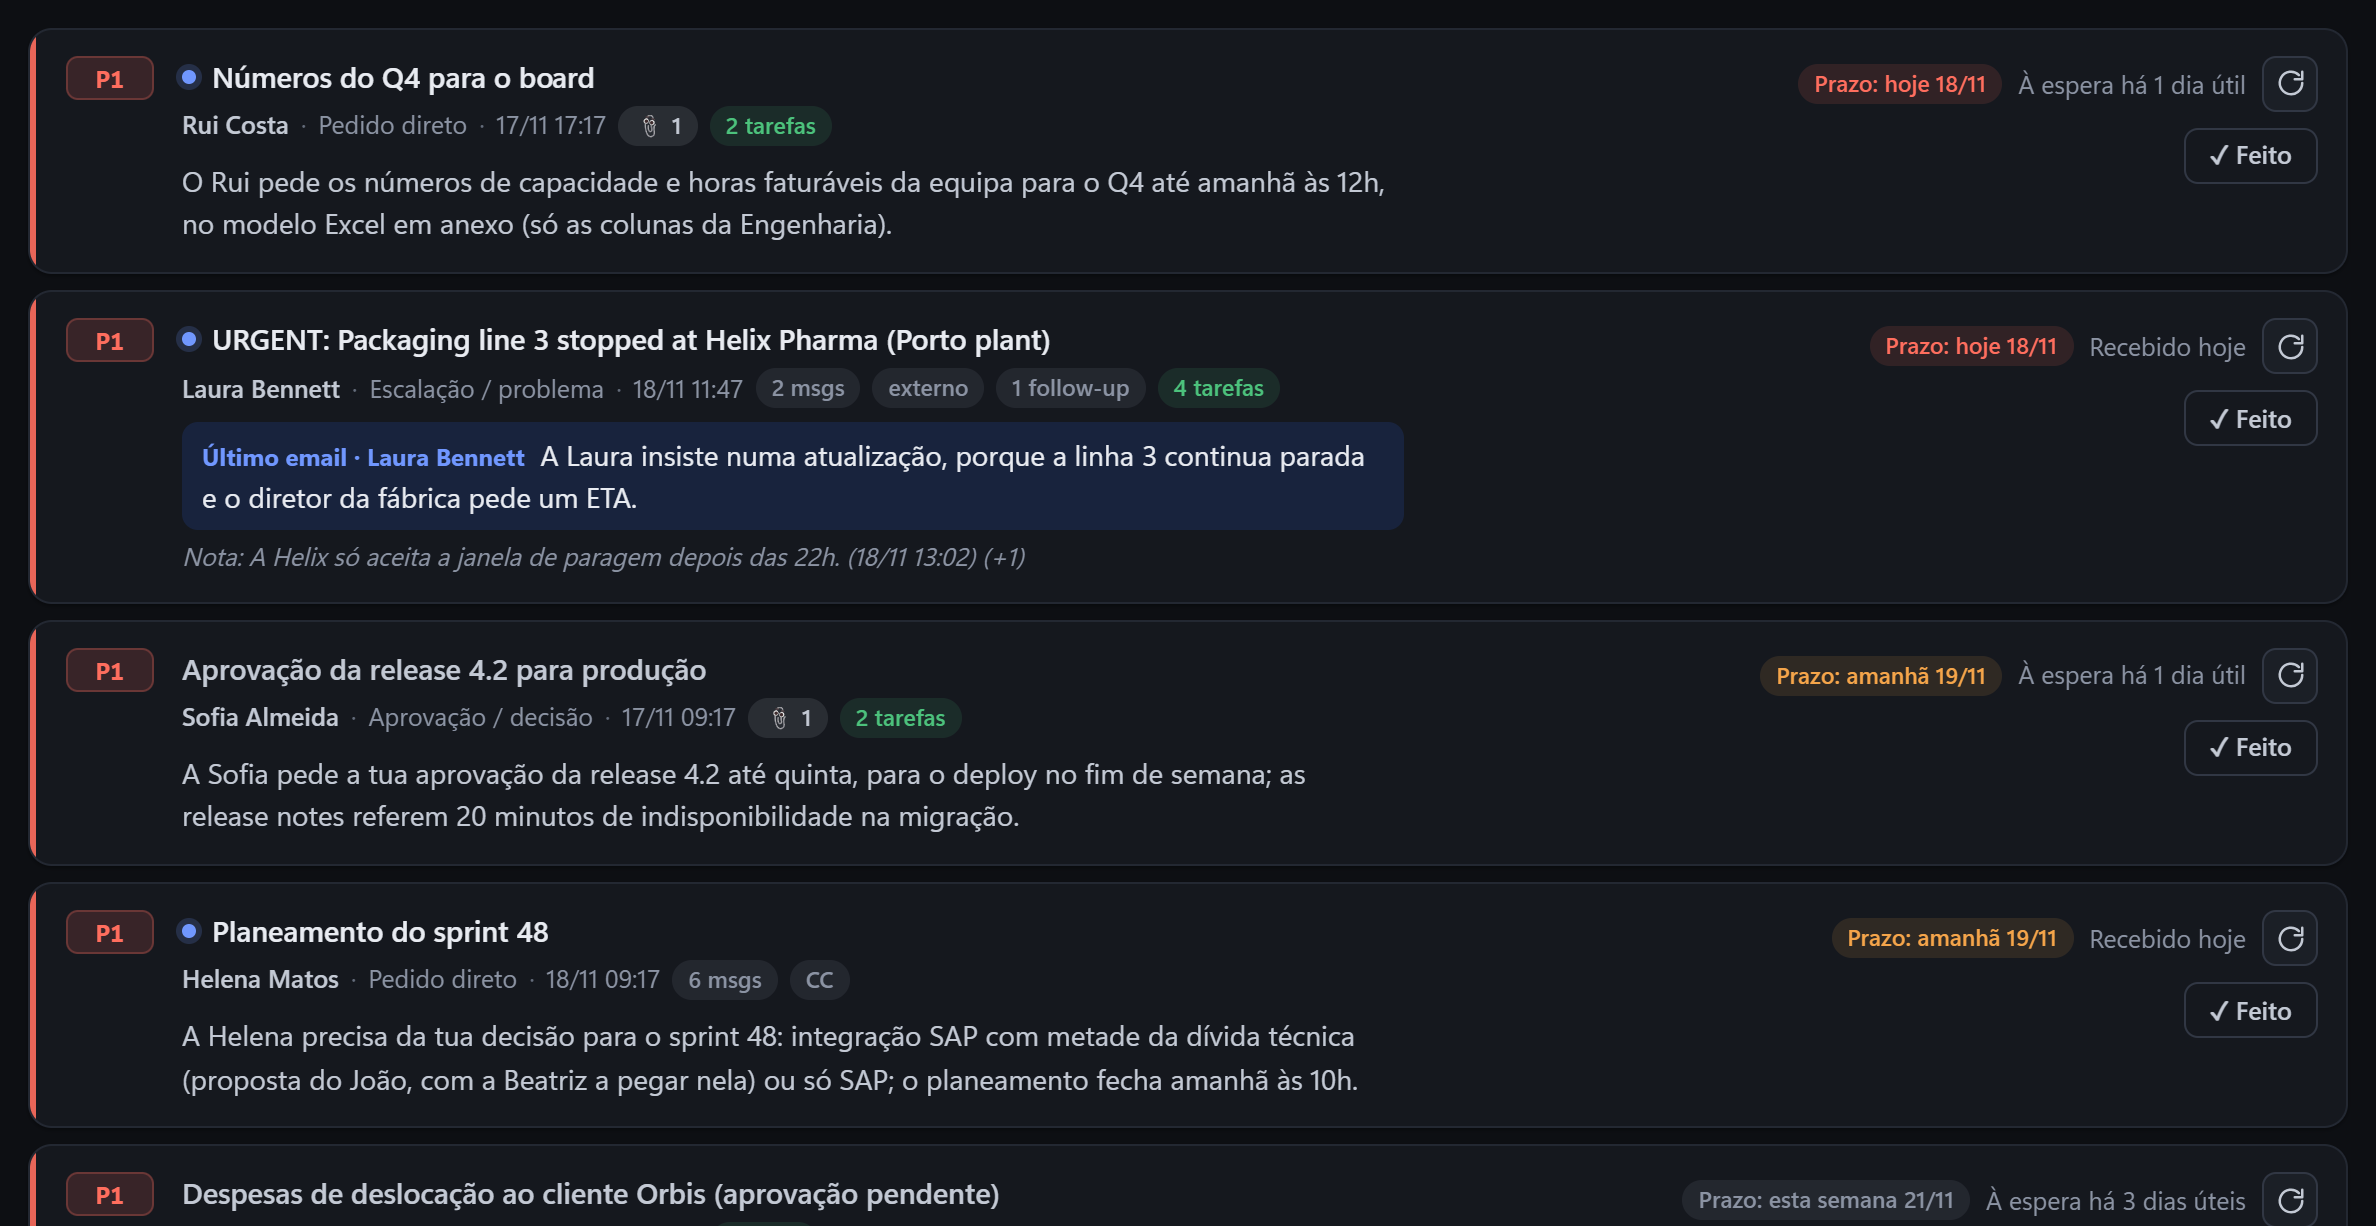 P1 Números do Q4 para o board Prazo: hoje 18/11 À espera há 1 dia útil
Rui Costa · Pedido direto · 17/11 17:17 1 2 tarefas
✓ Feito
O Rui pede os números de capacidade e horas faturáveis da equipa para o Q4 até amanhã às 12h,
no modelo Excel em anexo (só as colunas da Engenharia).
P1 URGENT: Packaging line 3 stopped at Helix Pharma (Porto plant) Prazo: hoje 18/11 Recebido hoje
Laura Bennett · Escalação / problema · 18/11 11:47 2 msgs externo 1 follow-up 4 tarefas
✓ Feito
Último email · Laura Bennett A Laura insiste numa atualização, porque a linha 3 continua parada
e o diretor da fábrica pede um ETA.
Nota: A Helix só aceita a janela de paragem depois das 22h. (18/11 13:02) (+1)
P1 Aprovação da release 4.2 para produção Prazo: amanhã 19/11 À espera há 1 dia útil
Sofia Almeida · Aprovação / decisão · 17/11 09:17 1 2 tarefas
✓ Feito
A Sofia pede a tua aprovação da release 4.2 até quinta, para o deploy no fim de semana; as
release notes referem 20 minutos de indisponibilidade na migração.
P1 Planeamento do sprint 48 Prazo: amanhã 19/11 Recebido hoje
Helena Matos · Pedido direto · 18/11 09:17 6 msgs CC
✓ Feito
A Helena precisa da tua decisão para o sprint 48: integração SAP com metade da dívida técnica
(proposta do João, com a Beatriz a pegar nela) ou só SAP; o planeamento fecha amanhã às 10h.
P1 Despesas de deslocação ao cliente Orbis (aprovação pendente) Prazo: esta semana 21/11 À espera há 3 dias úteis